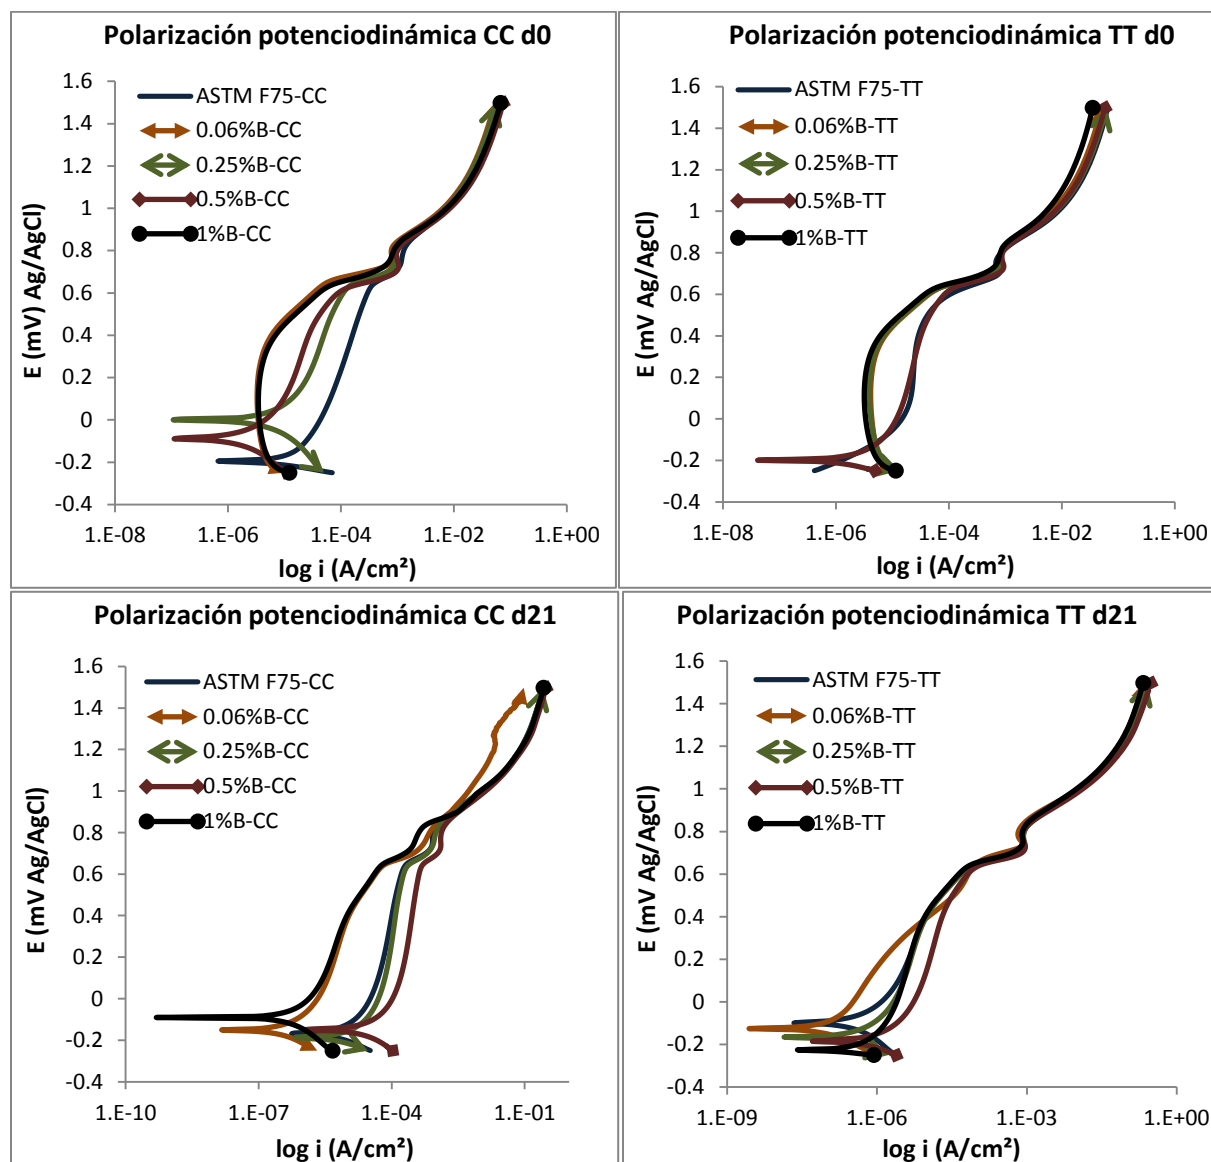 Polarización potenciodinámica CC d0
ASTM F75-CC
0.06%B-CC
0.25%B-CC
0.5%B-CC
1%B-CC
E (mV) Ag/AgCl)
1.6
1.4
1.2
1
0.8
0.6
0.4
0.2
0
-0.2
-0.4
1.E-08
1.E-06
1.E-04
1.E-02
1.E+00
log i (A/cm²)
Polarización potenciodinámica TT d0
ASTM F75-TT
0.06%B-TT
0.25%B-TT
0.5%B-TT
1%B-TT
E (mV Ag/AgCl)
1.6
1.4
1.2
1
0.8
0.6
0.4
0.2
0
-0.2
-0.4
1.E-08
1.E-06
1.E-04
1.E-02
1.E+00
log i (A/cm²)
Polarización potenciodinámica CC d21
ASTM F75-CC
0.06%B-CC
0.25%B-CC
0.5%B-CC
1%B-CC
E (mV Ag/AgCl)
1.6
1.4
1.2
1
0.8
0.6
0.4
0.2
0
-0.2
-0.4
1.E-10
1.E-07
1.E-04
1.E-01
log i (A/cm²)
Polarización potenciodinámica TT d21
ASTM F75-TT
0.06%B-TT
0.25%B-TT
0.5%B-TT
1%B-TT
E (mV Ag/AgCl)
1.6
1.4
1.2
1
0.8
0.6
0.4
0.2
0
-0.2
-0.4
1.E-09
1.E-06
1.E-03
1.E+00
log i (A/cm²)